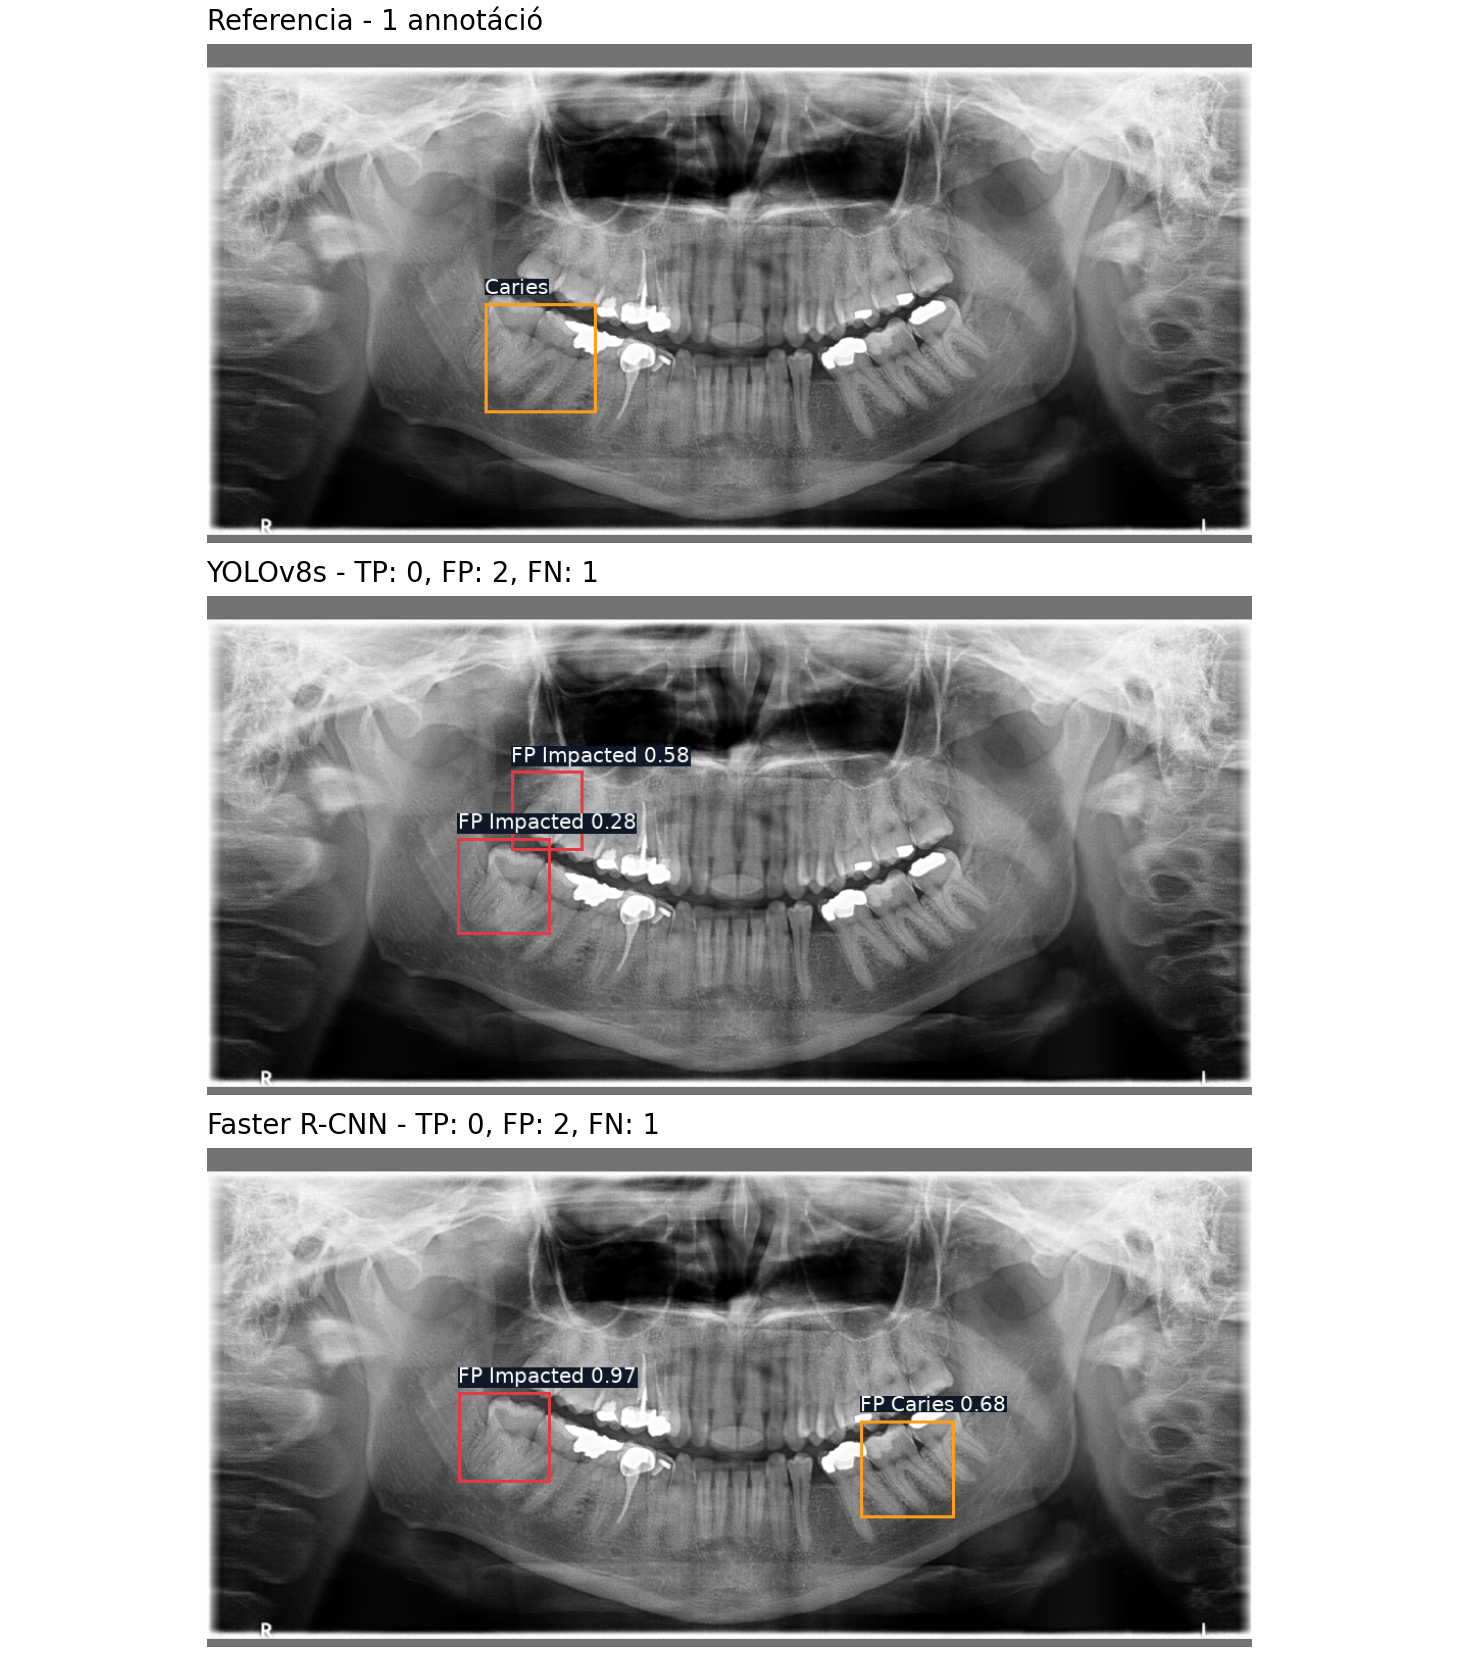 Referencia - 1 annotáció
Caries
R
L
YOLOv8s - TP: 0, FP: 2, FN: 1
FP Impacted 0.58
FP Impacted 0.28
R
L
Faster R-CNN - TP: 0, FP: 2, FN: 1
FP Impacted 0.97
FP Caries 0.68
R
L